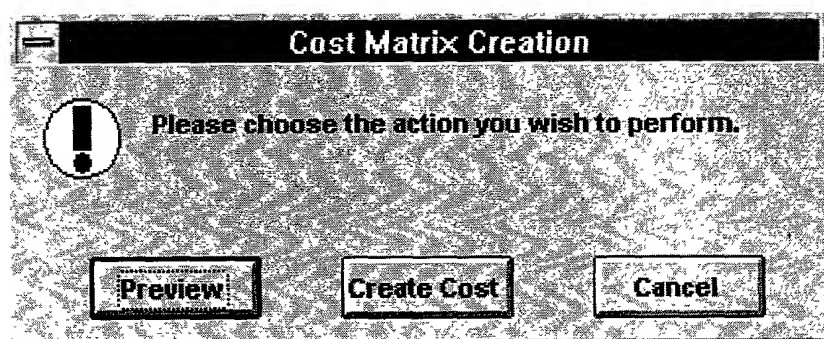 Cost Matrix Creation
Please choose the action you wish to perform.
Preview Create Cost Cancel